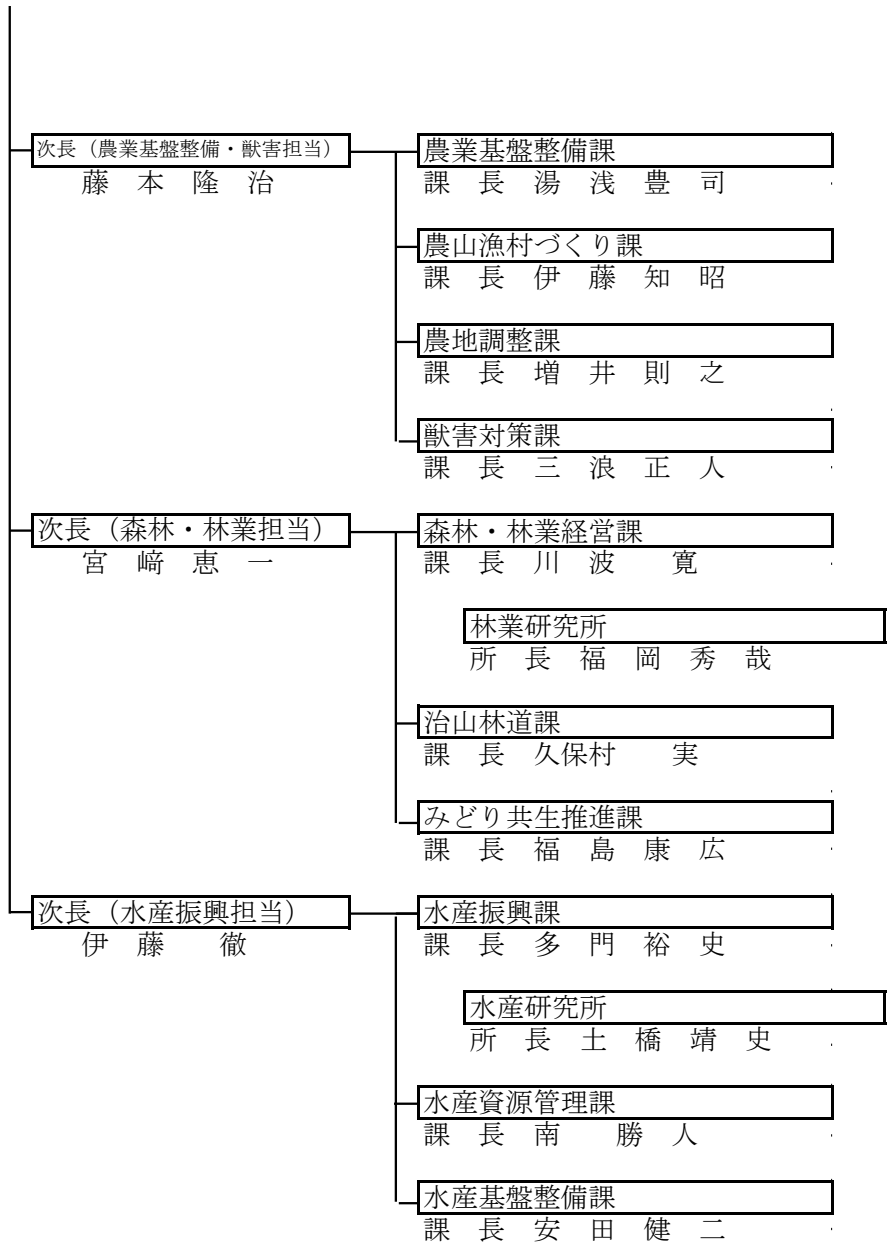 次長（農業基盤整備・獣害担当）
藤本隆治
農業基盤整備課
課長湯浅豊司
農山漁村づくり課
課長伊藤知昭
農地調整課
課長増井則之
獣害対策課
課長三浪正人
次長（森林・林業担当）
宮﨑恵一
森林・林業経営課
課長川波　寛
林業研究所
所長福岡秀哉
治山林道課
課長久保村　実
みどり共生推進課
課長福島康広
次長（水産振興担当）
伊藤　徹
水産振興課
課長多門裕史
水産研究所
所長土橋靖史
水産資源管理課
課長南　勝人
水産基盤整備課
課長安田健二